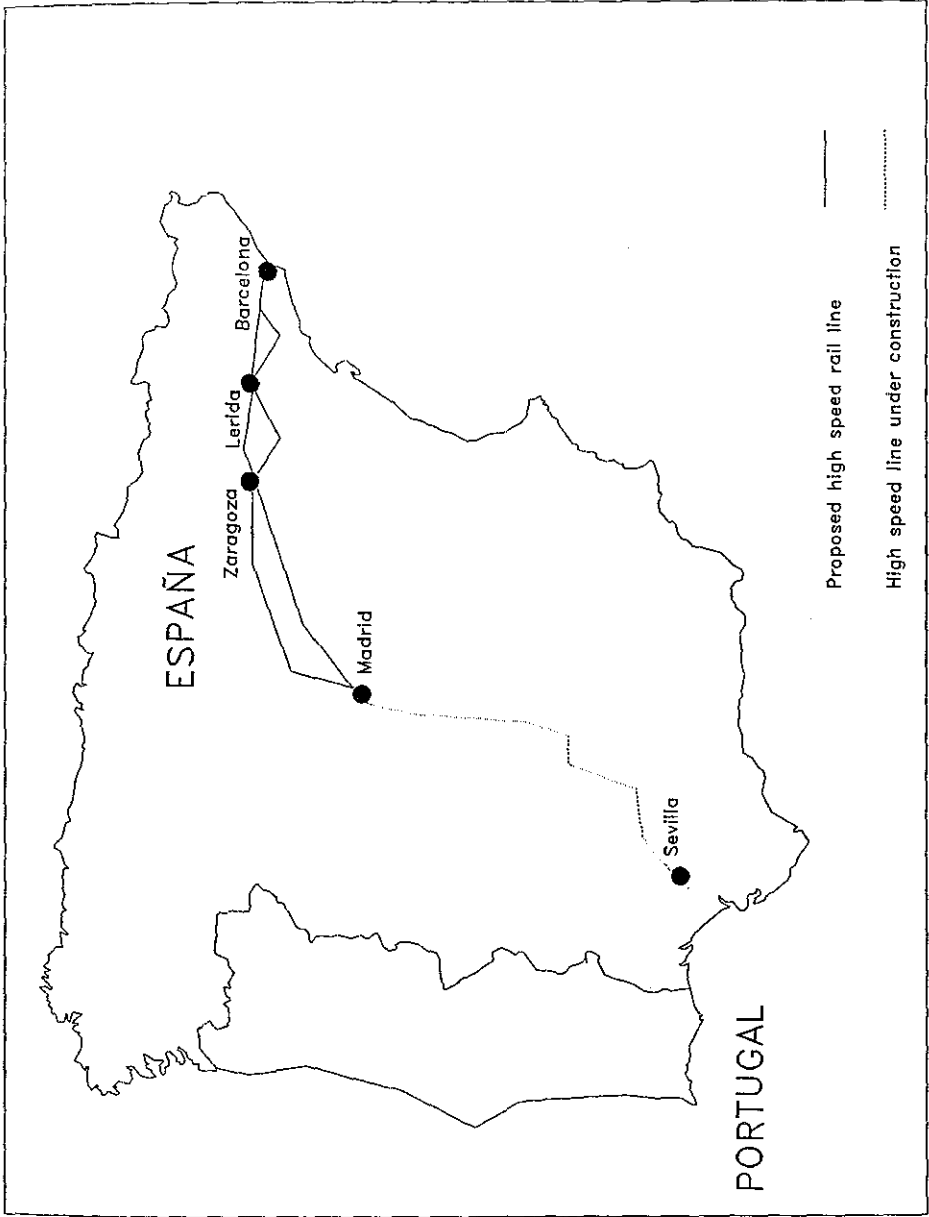 ESPAÑA
Zaragoza
Lerida
Barcelona
Madrid
Sevilla
PORTUGAL
Proposed high speed rail line
High speed line under construction